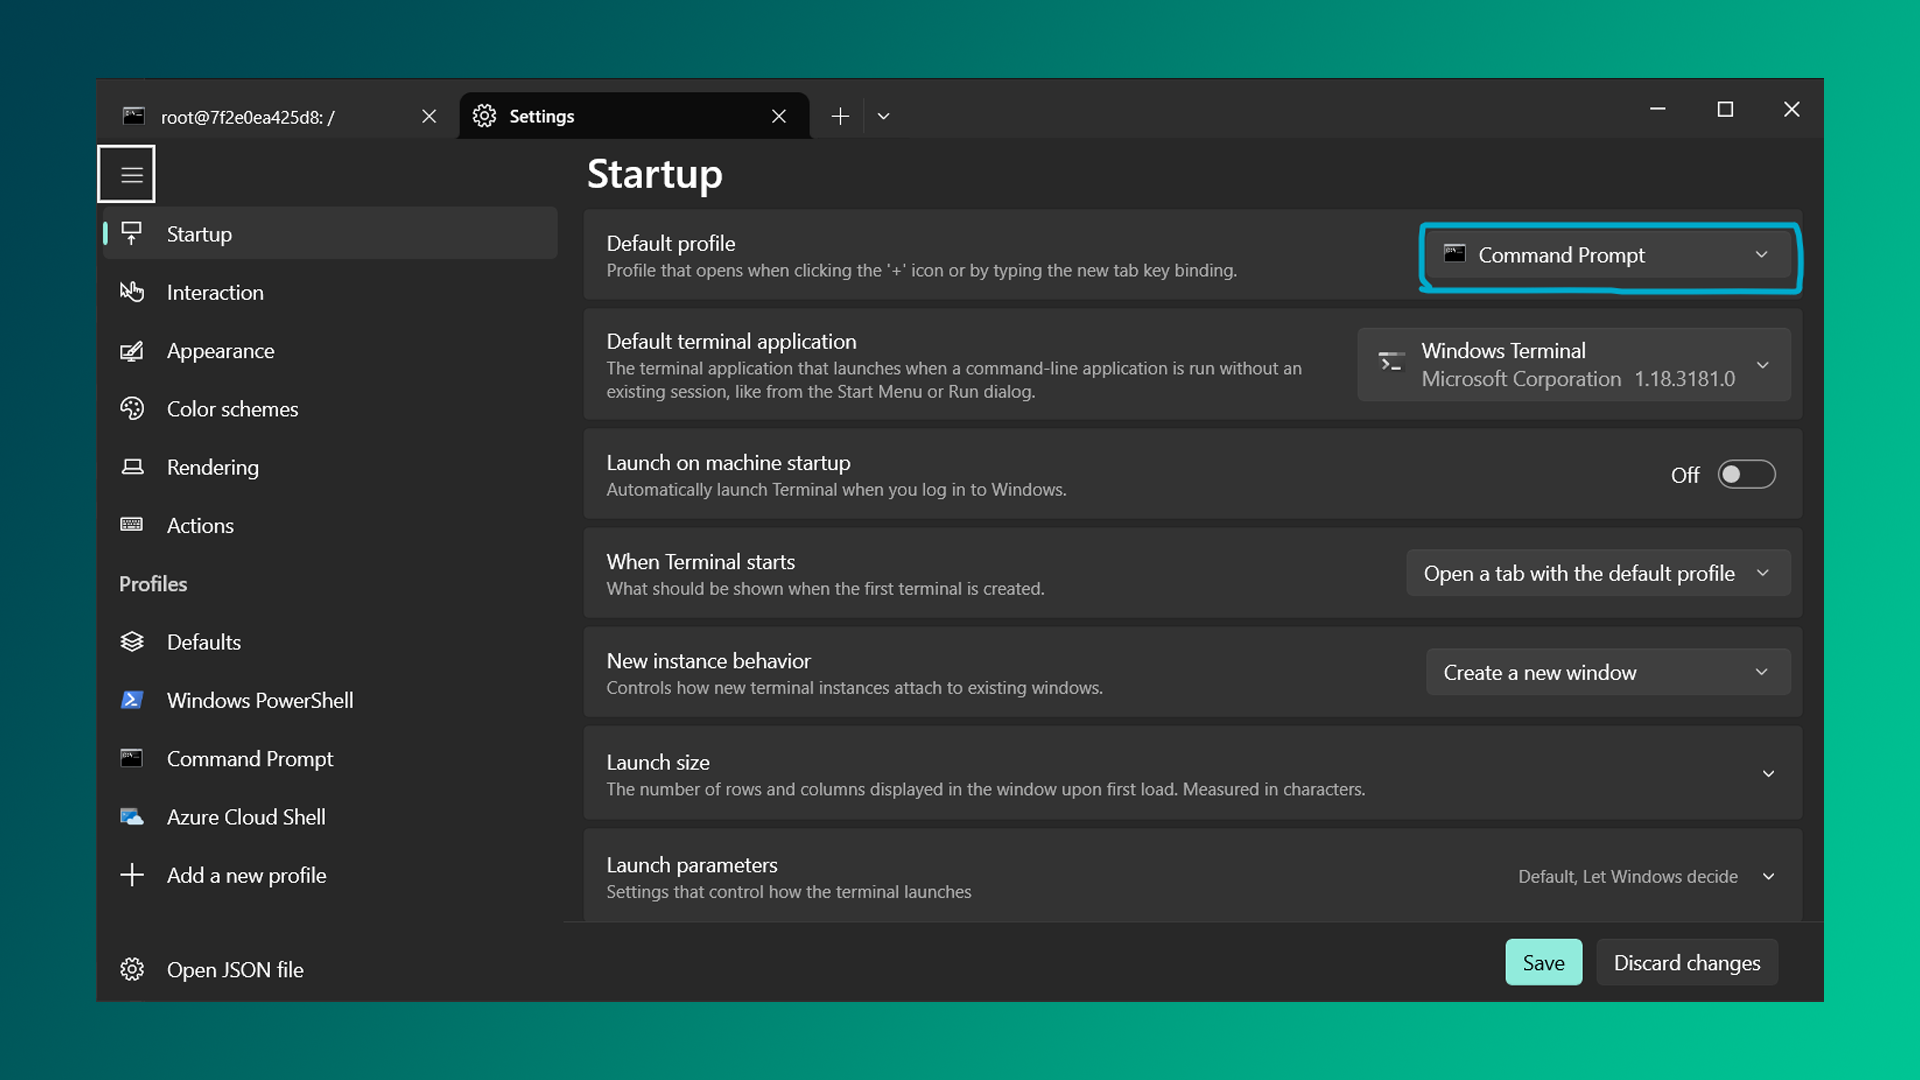 root@7f2e0ea425d8: /
Settings
Startup
Interaction
Appearance
Color schemes
Rendering
Actions
Profiles
Defaults
Windows PowerShell
Command Prompt
Azure Cloud Shell
Add a new profile
Open JSON file
Startup
Default profile
Profile that opens when clicking the '+' icon or by typing the new tab key binding.
Command Prompt
Default terminal application
The terminal application that launches when a command-line application is run without an
existing session, like from the Start Menu or Run dialog.
Windows Terminal
Microsoft Corporation 1.18.3181.0
Launch on machine startup
Automatically launch Terminal when you log in to Windows.
Off
When Terminal starts
What should be shown when the first terminal is created.
Open a tab with the default profile
New instance behavior
Controls how new terminal instances attach to existing windows.
Create a new window
Launch size
The number of rows and columns displayed in the window upon first load. Measured in characters.
Launch parameters
Settings that control how the terminal launches
Default, Let Windows decide
Save
Discard changes